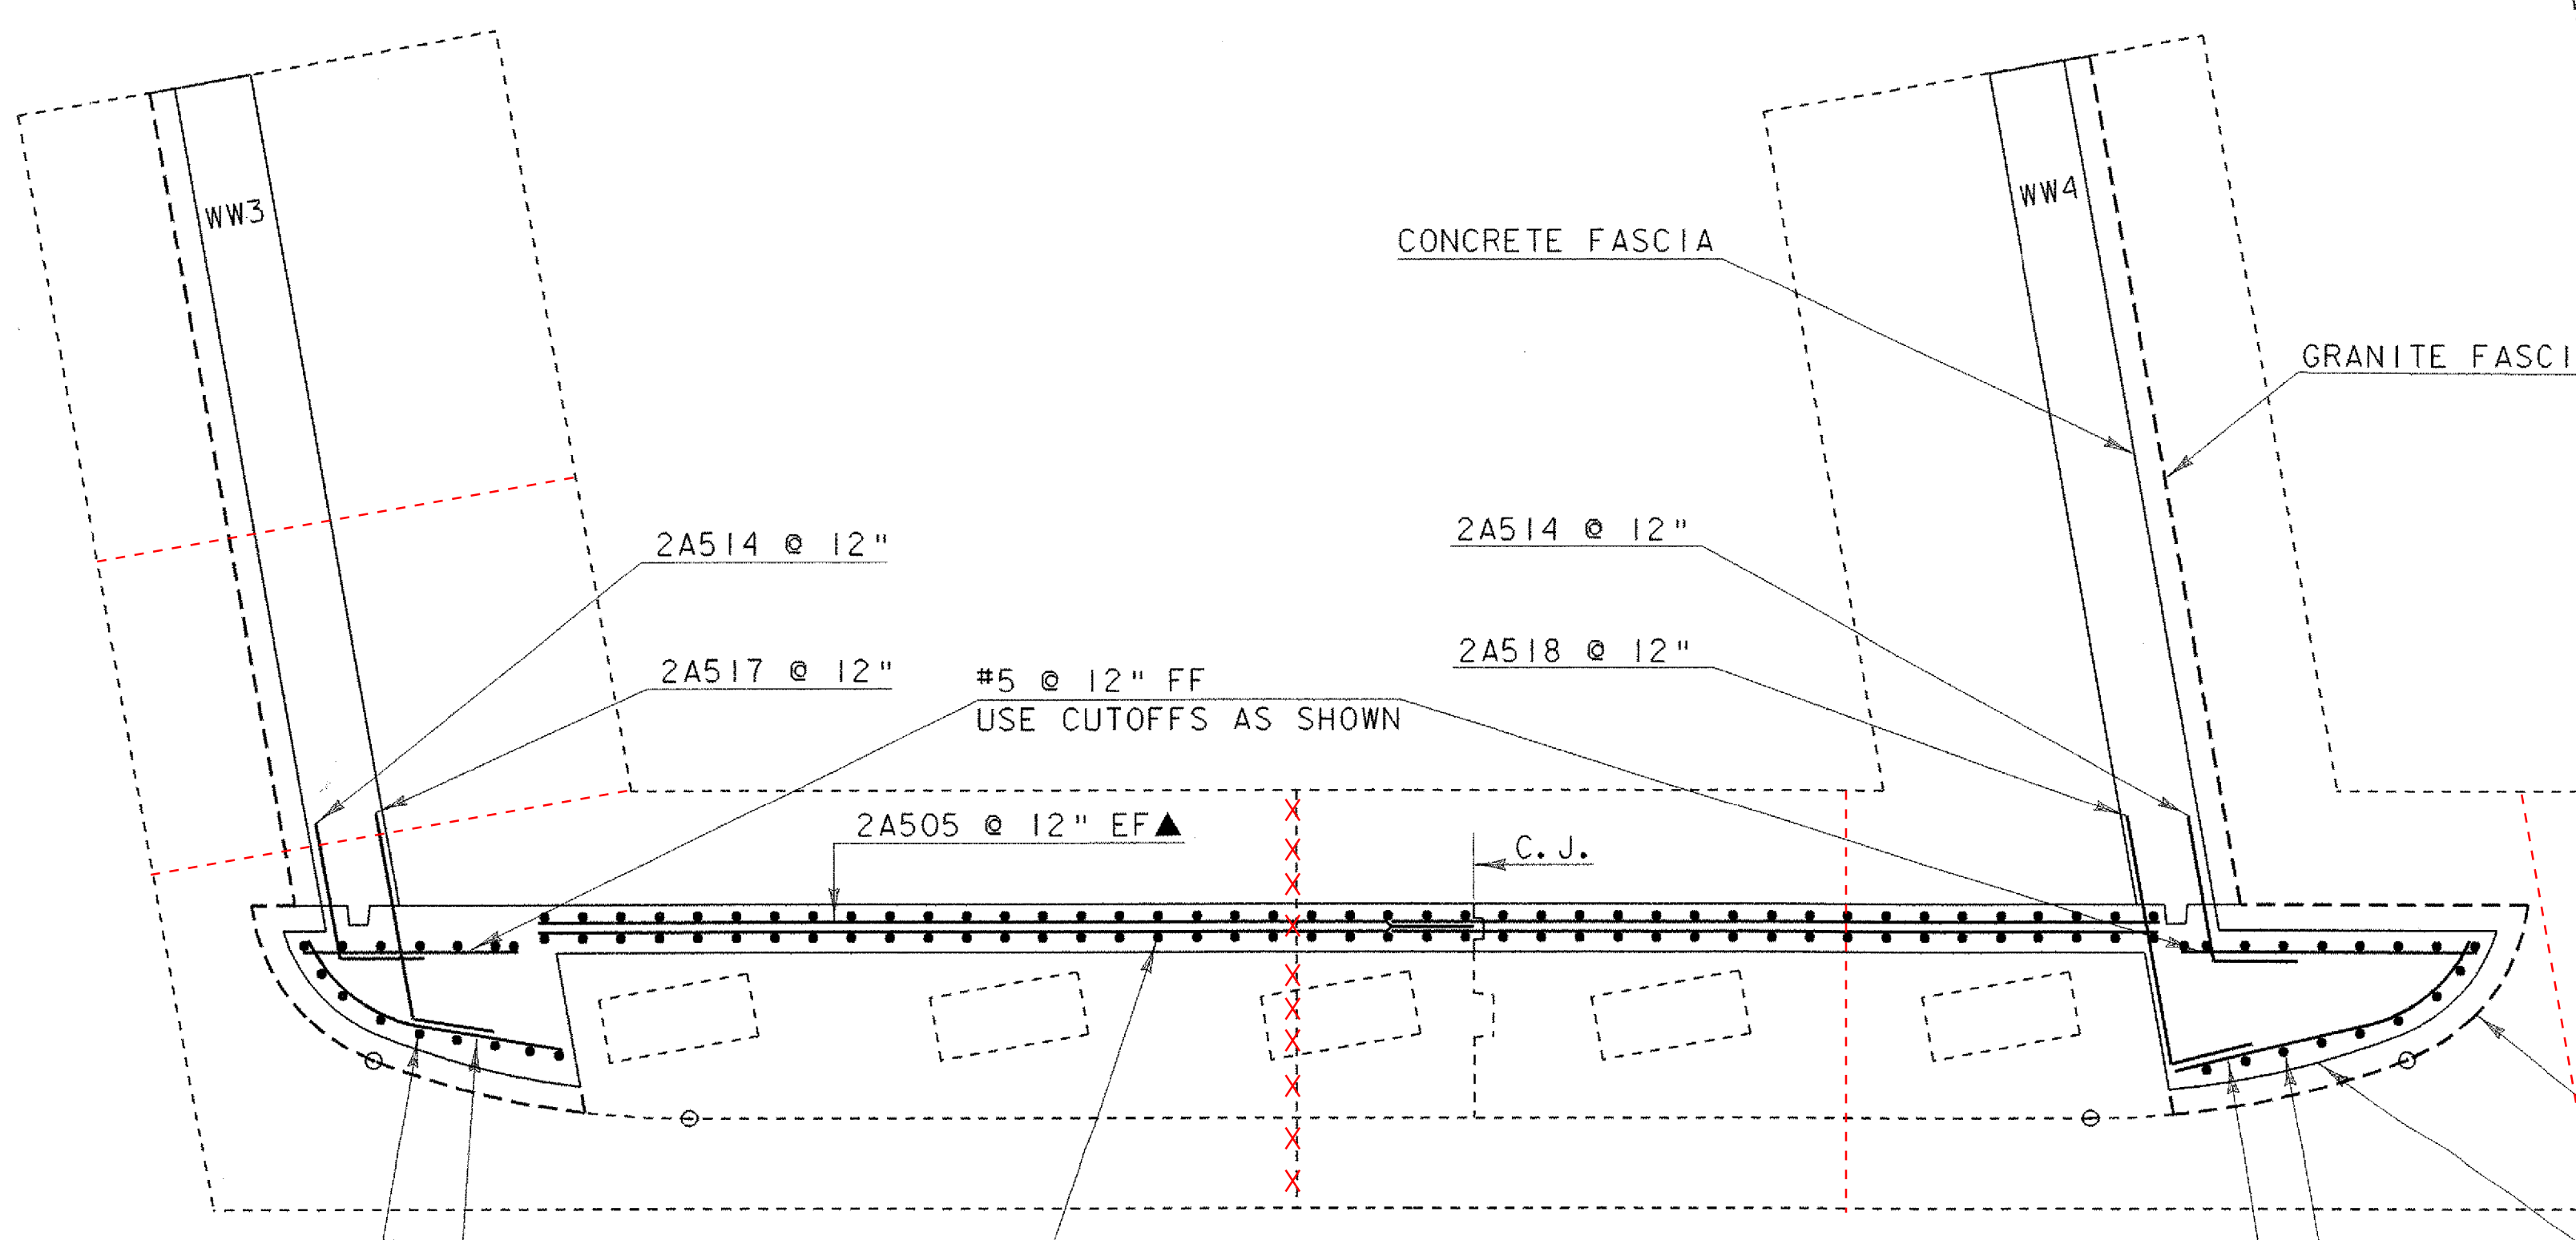 WW3
WW4
CONCRETE FASCIA
GRANITE FASCI
2A514 @ 12"
2A514 @ 12"
2A517 @ 12"
#5 @ 12" FF
USE CUTOFFS AS SHOWN
2A518 @ 12"
2A505 @ 12" EF▲
C.J.